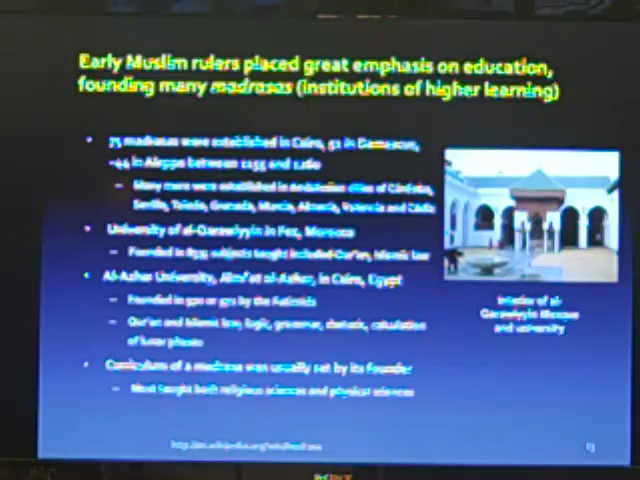 Early Muslim rulers placed great emphasis on education,
founding many madrasas (institutions of higher learning)
75 madrasas were established in Cairo, 51 in Damascus,
44 in Aleppo between 1155 and 1260
Many more were established in Andalusian cities of Córdoba,
Seville, Toledo, Granada, Murcia, Almería, Valencia and Cádiz
University of al-Qarawiyyin in Fez, Morocco
Founded in 859; subjects taught included Qur'an, Islamic law
Al-Azhar University, in Cairo, Egypt
Founded in 970 or 972 by the Fatimids
Qur'an and Islamic law, logic, grammar, rhetoric, calculation
of lunar phases
Curriculum of a madrasa was usually set by its founder
Most taught both religious sciences and physical sciences
Interior of al-
Qarawiyyin Mosque
and university
13